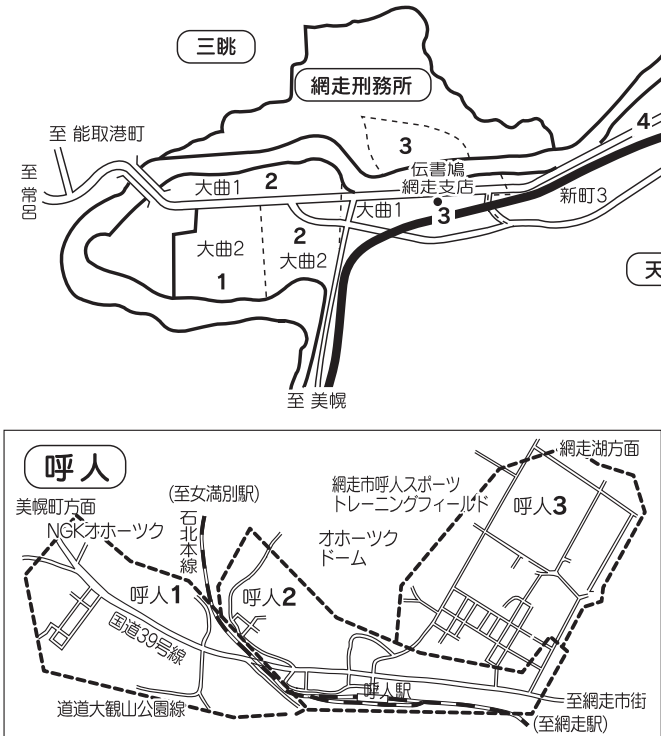 三眺
網走刑務所
至 能取港町
至 常呂
3
4
伝書鳩
網走支店
大曲1
2
大曲1
3
新町3
大曲2
2
大曲2
1
天
至 美幌
呼人
(至女満別駅)
網走湖方面
美幌町方面
NGKオホーツク
石北本線
網走市呼人スポーツ
トレーニングフィールド
呼人3
オホーツク
ドーム
呼人1
呼人2
国道39号線
呼人駅
道道大観山公園線
至網走市街
(至網走駅)